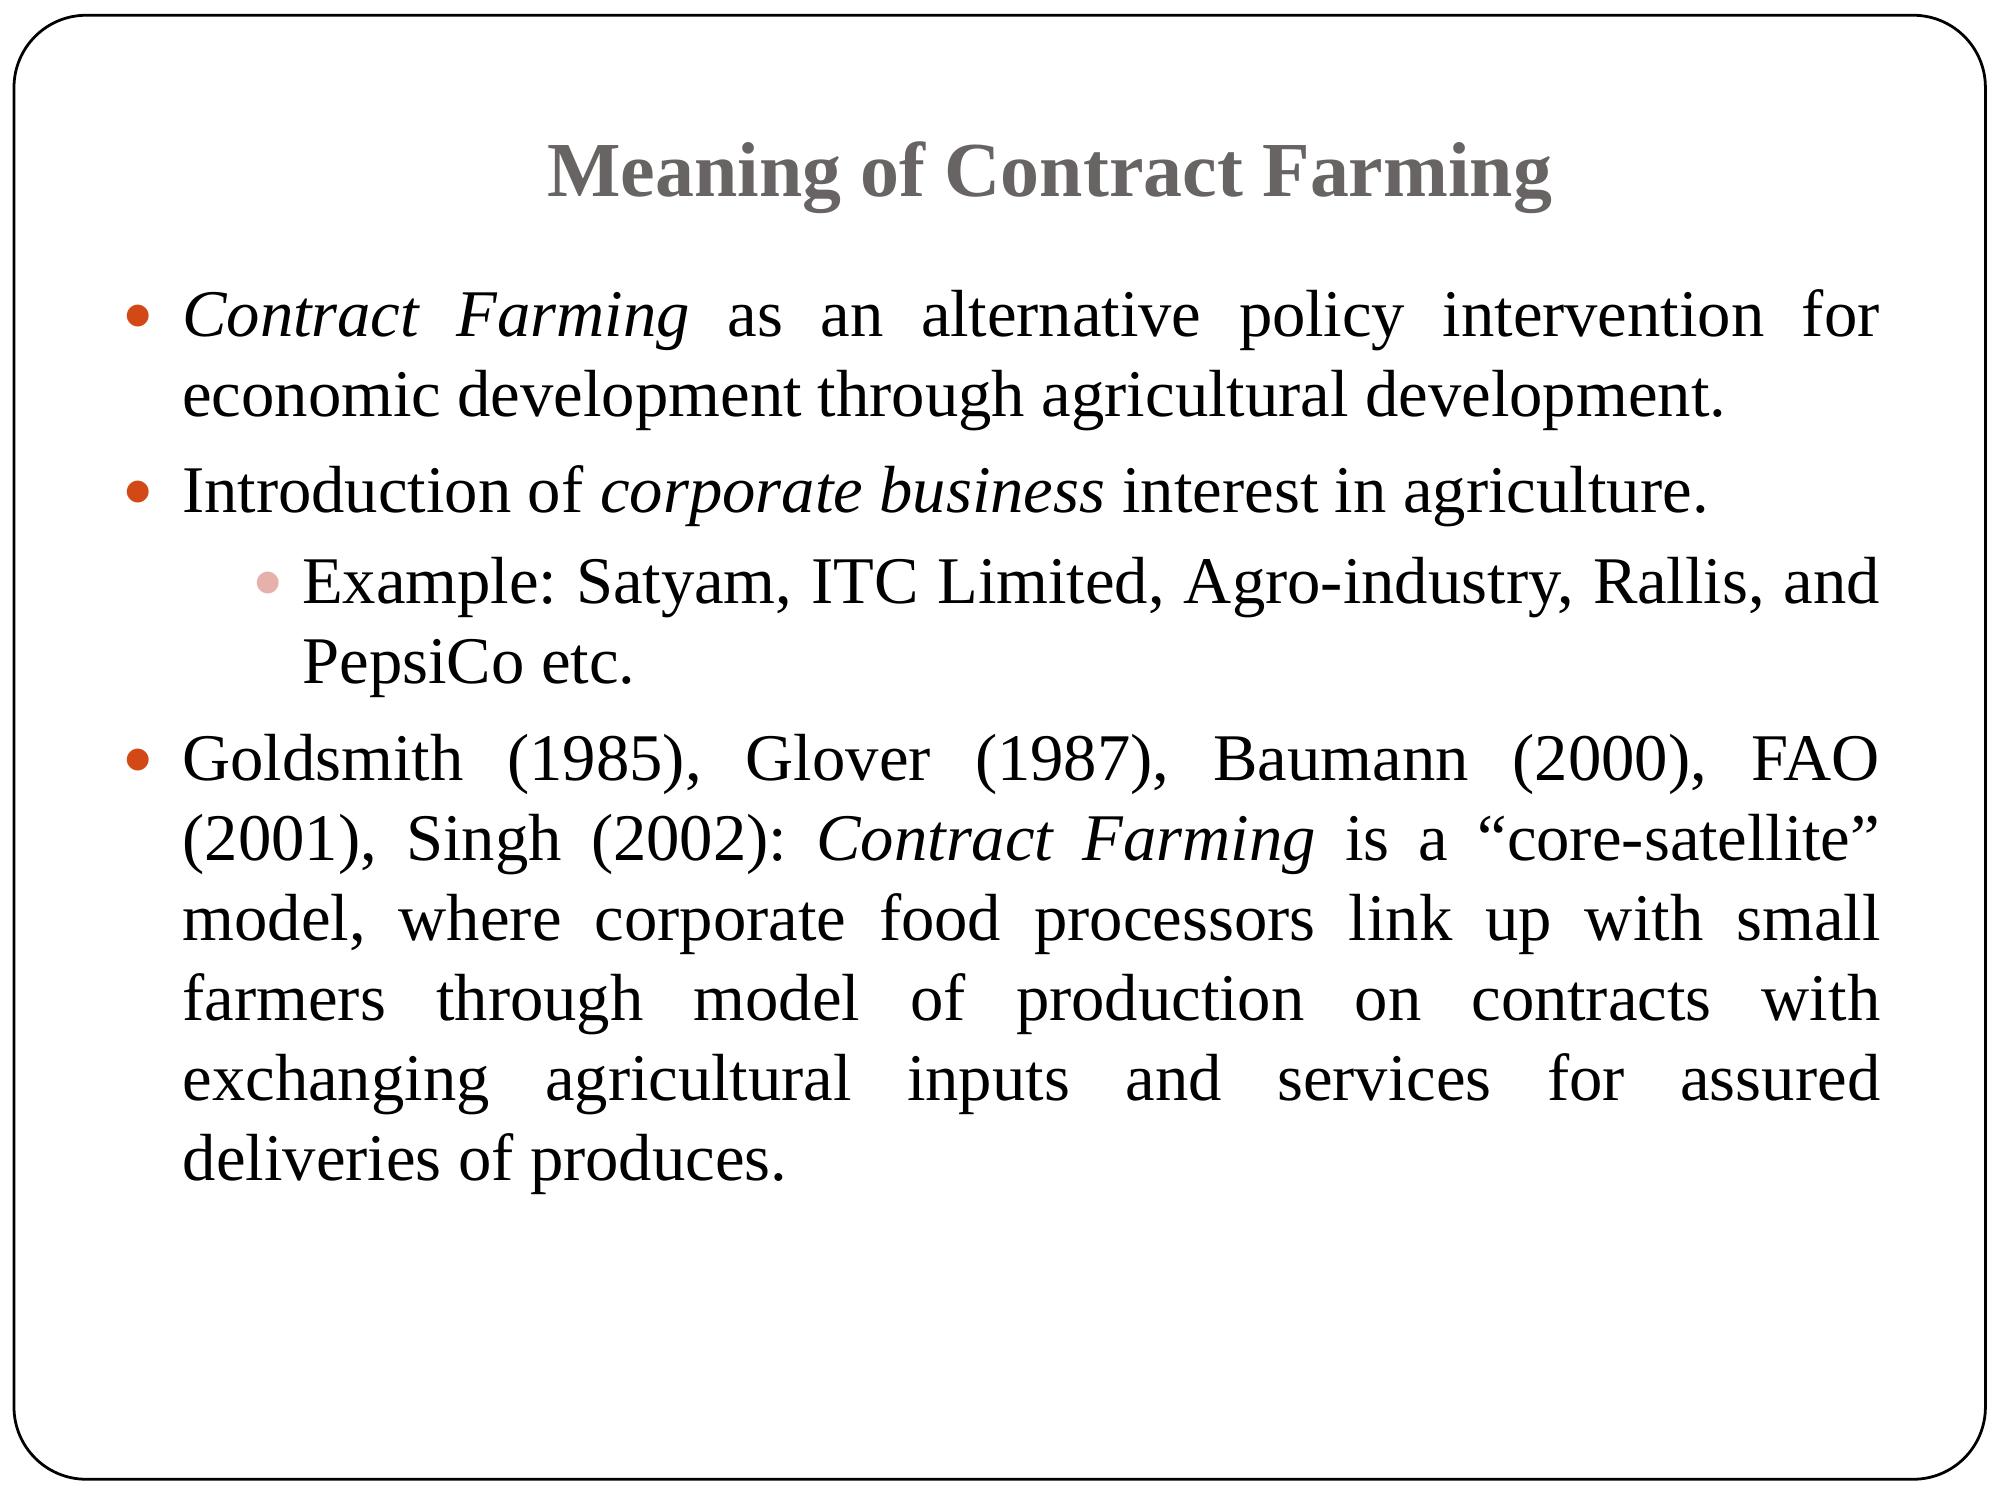 Meaning of Contract Farming
Contract Farming as an alternative policy intervention for
economic development through agricultural development.
Introduction of corporate business interest in agriculture.
Example: Satyam, ITC Limited, Agro-industry, Rallis, and
PepsiCo etc.
Goldsmith (1985), Glover (1987), Baumann (2000), FAO
(2001), Singh (2002): Contract Farming is a “core-satellite”
model, where corporate food processors link up with small
farmers through model of production on contracts with
exchanging agricultural inputs and services for assured
deliveries of produces.